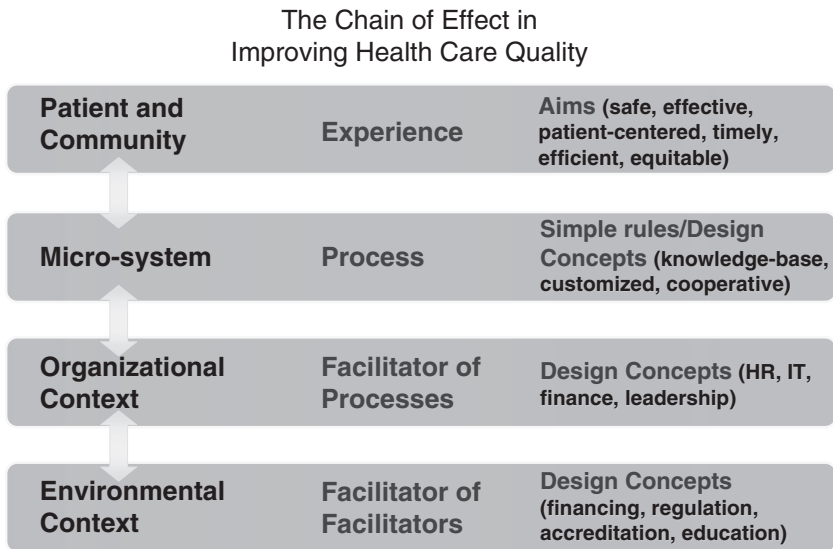 The Chain of Effect in
Improving Health Care Quality
Patient and
Community
Experience
Aims (safe, effective,
patient-centered, timely,
efficient, equitable)
Micro-system
Process
Simple rules/Design
Concepts (knowledge-base,
customized, cooperative)
Organizational
Context
Facilitator of
Processes
Design Concepts (HR, IT,
finance, leadership)
Environmental
Context
Facilitator of
Facilitators
Design Concepts
(financing, regulation,
accreditation, education)